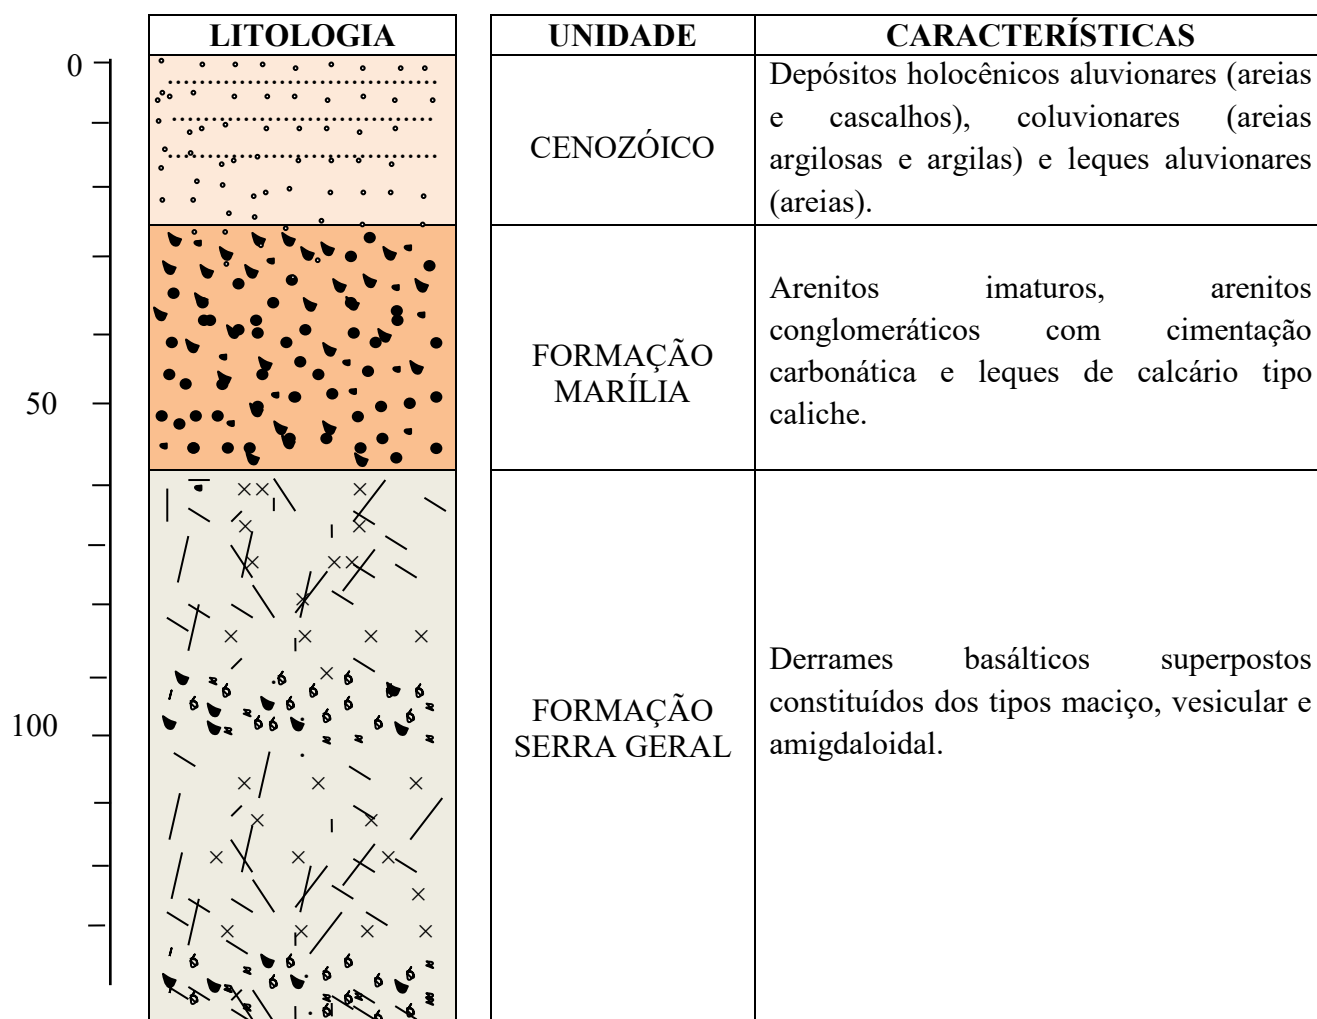 LITOLOGIA
UNIDADE
CARACTERÍSTICAS
0
50
100
CENOZÓICO
Depósitos holocênicos aluvionares (areias
e cascalhos), coluvionares (areias
argilosas e argilas) e leques aluvionares
(areias).
FORMAÇÃO
MARÍLIA
Arenitos imaturos, arenitos
conglomeráticos com cimentação
carbonática e leques de calcário tipo
caliche.
FORMAÇÃO
SERRA GERAL
Derrames basálticos superpostos
constituídos dos tipos maciço, vesicular e
amigdaloidal.